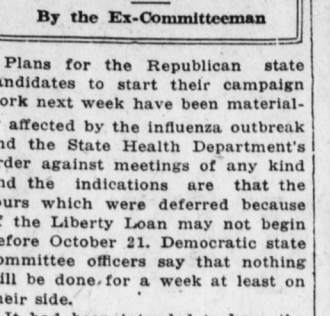 By the Ex-Committeeman
Plans for the Republican state
andidates to start their campaign
ork next week have been material-
affected by the influenza outbreak
nd the State Health Department's
rder against meetings of any kind
nd the indications are that the
ours which were deferred because
f the Liberty Loan may not begin
efore October 21. Democratic state
ommittee officers say that nothing
ill be done for a week at least on
heir side.